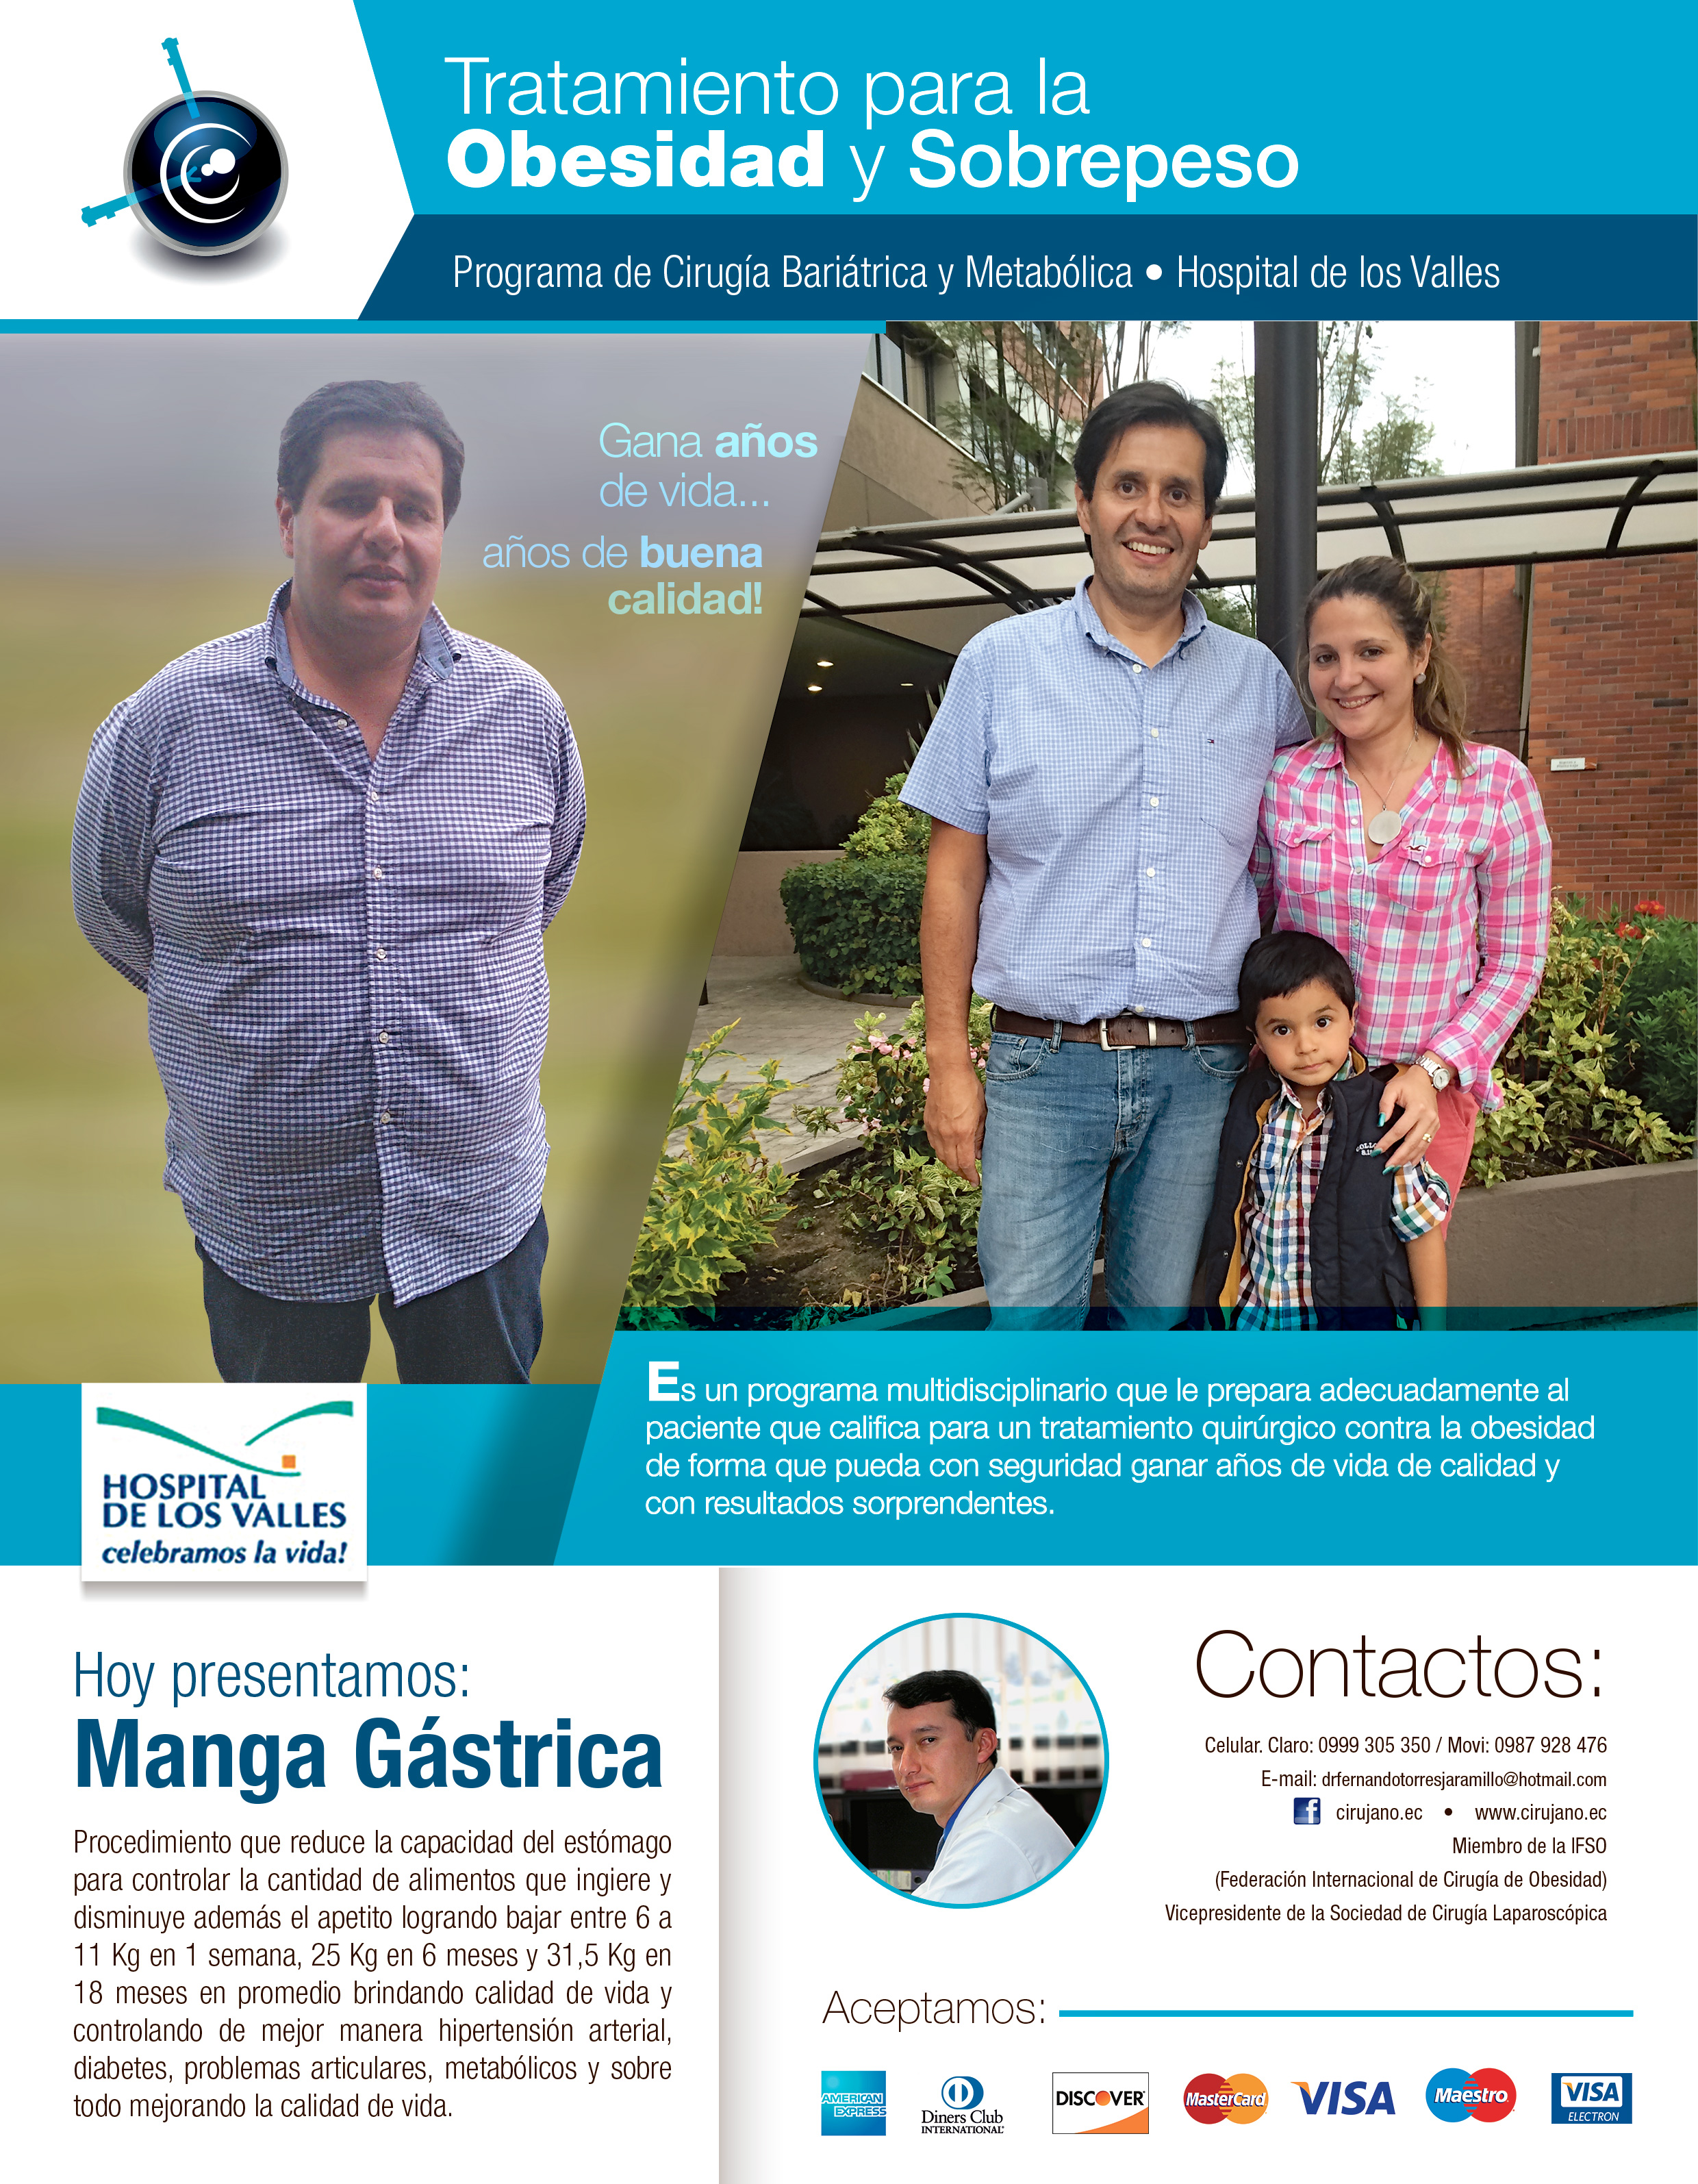 Tratamiento para la
Obesidad y Sobrepeso
Programa de Cirugía Bariátrica y Metabólica • Hospital de los Valles
Gana años
de vida...
años de buena
calidad!
Es un programa multidisciplinario que le prepara adecuadamente al
paciente que califica para un tratamiento quirúrgico contra la obesidad
de forma que pueda con seguridad ganar años de vida de calidad y
con resultados sorprendentes.
HOSPITAL
DE LOS VALLES
celebramos la vida!
Hoy presentamos:
Manga Gástrica
Procedimiento que reduce la capacidad del estómago
para controlar la cantidad de alimentos que ingiere y
disminuye además el apetito logrando bajar entre 6 a
11 Kg en 1 semana, 25 Kg en 6 meses y 31,5 Kg en
18 meses en promedio brindando calidad de vida y
controlando de mejor manera hipertensión arterial,
diabetes, problemas articulares, metabólicos y sobre
todo mejorando la calidad de vida.
Contactos:
Celular. Claro: 0999 305 350 / Movi: 0987 928 476
E-mail: drfernandotorresjaramillo@hotmail.com
f cirujano.ec • www.cirujano.ec
Miembro de la IFSO
(Federación Internacional de Cirugía de Obesidad)
Vicepresidente de la Sociedad de Cirugía Laparoscópica
Aceptamos:
AMERICAN
EXPRESS
Diners Club
INTERNATIONAL
DISCOVER
MasterCard
VISA
Maestro
VISA
ELECTRON